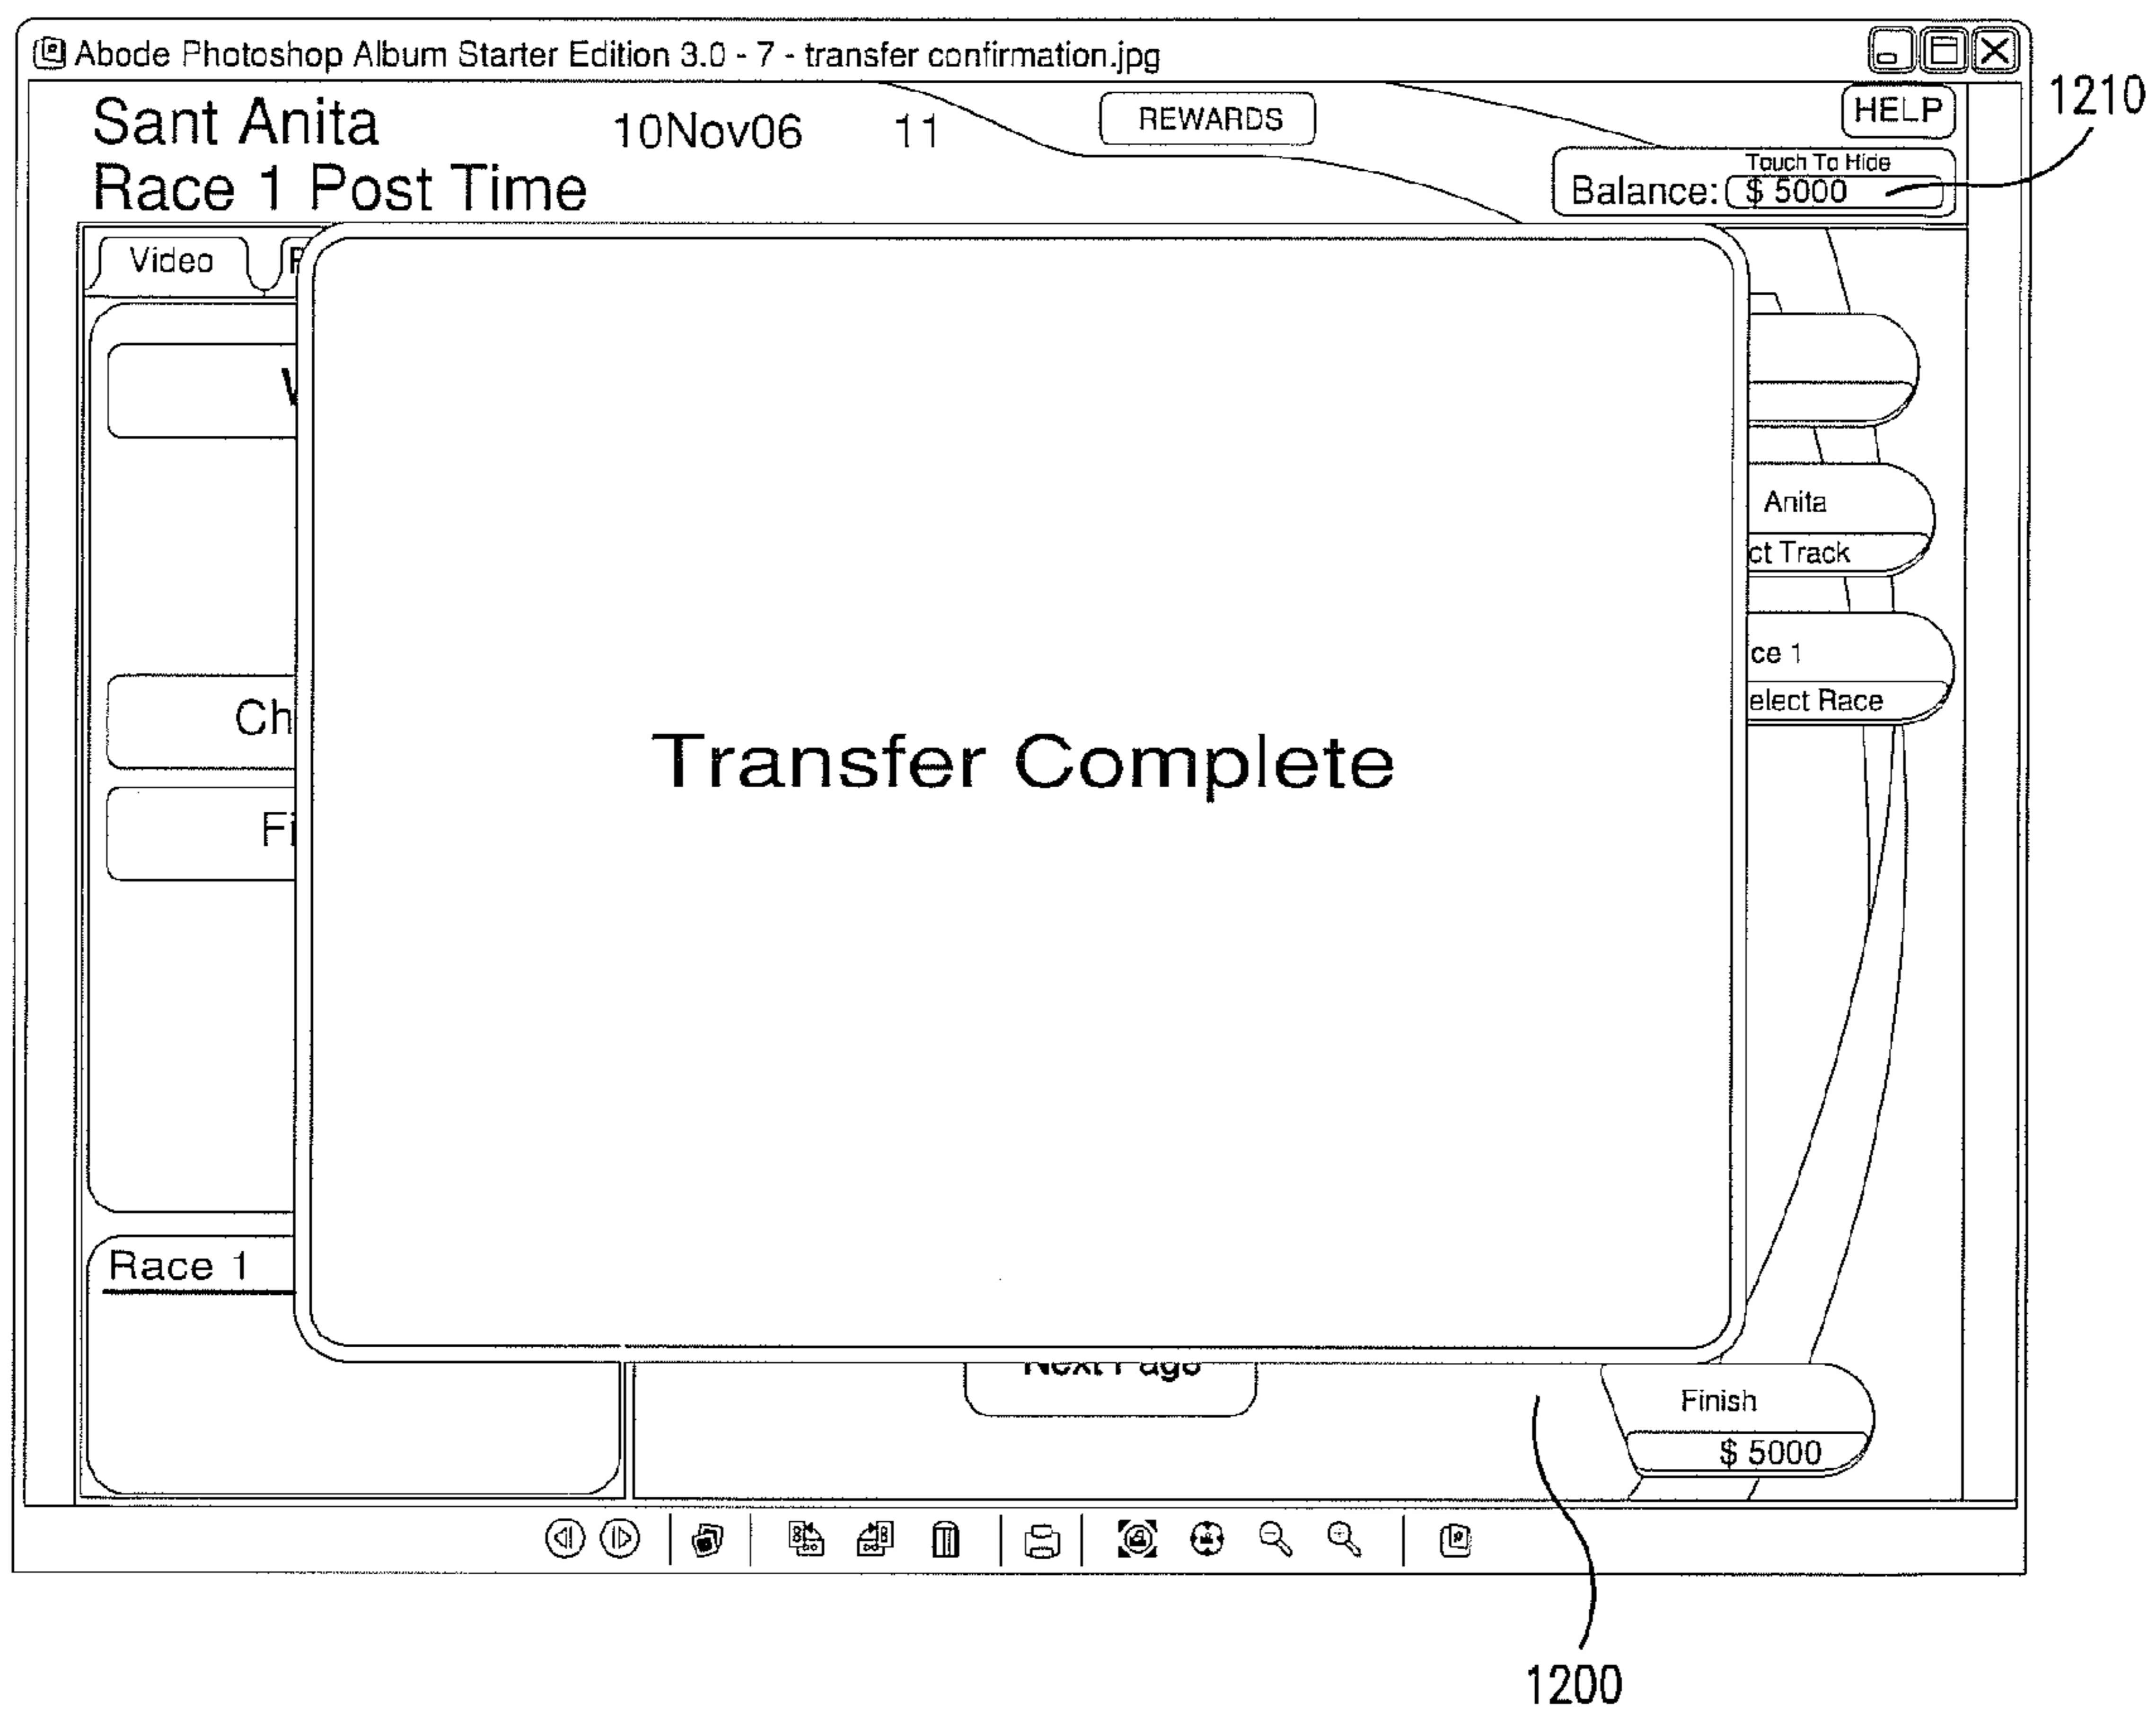 Abode Photoshop Album Starter Edition 3.0 - 7 - transfer confirmation.jpg
1210
Sant Anita 10Nov06 11 REWARDS HELP
Race 1 Post Time
Touch To Hide
Balance: $ 5000
Video
Anita
ct Track
ce 1
elect Race
Ch
Transfer Complete
Fi
Race 1
Next Page
Finish
$ 5000
1200